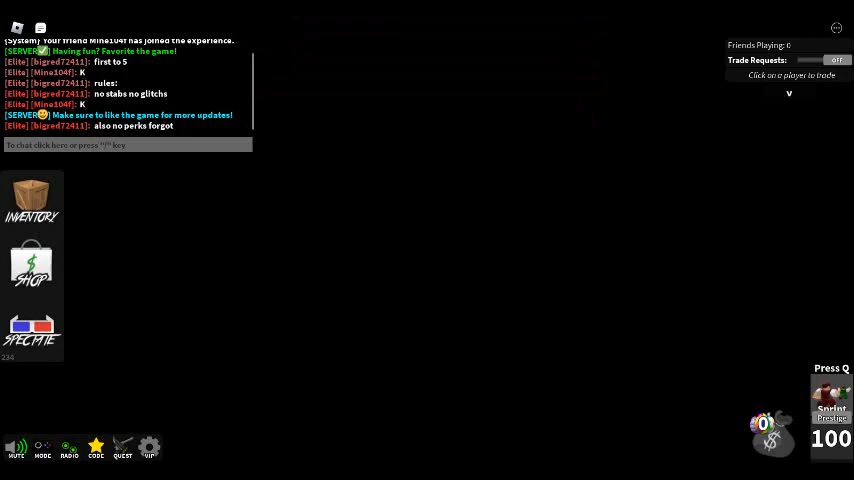 {System} Your friend Mine104f has joined the experience.
[SERVER✅] Having fun? Favorite the game!
[Elite] [bigred72411]: first to 5
[Elite] [Mine104f]: K
[Elite] [bigred72411]: rules:
[Elite] [bigred72411]: no stabs no glitchs
[Elite] [Mine104f]: K
[SERVER😃] Make sure to like the game for more updates!
[Elite] [bigred72411]: also no perks forgot
To chat click here or press "/" key
Friends Playing: 0
Trade Requests: OFF
Click on a player to trade
v
INVENTORY
SHOP
SPECTATE
234
MUTE MODE RADIO CODE QUEST VIP
0
Press Q
Sprint
Prestige
100